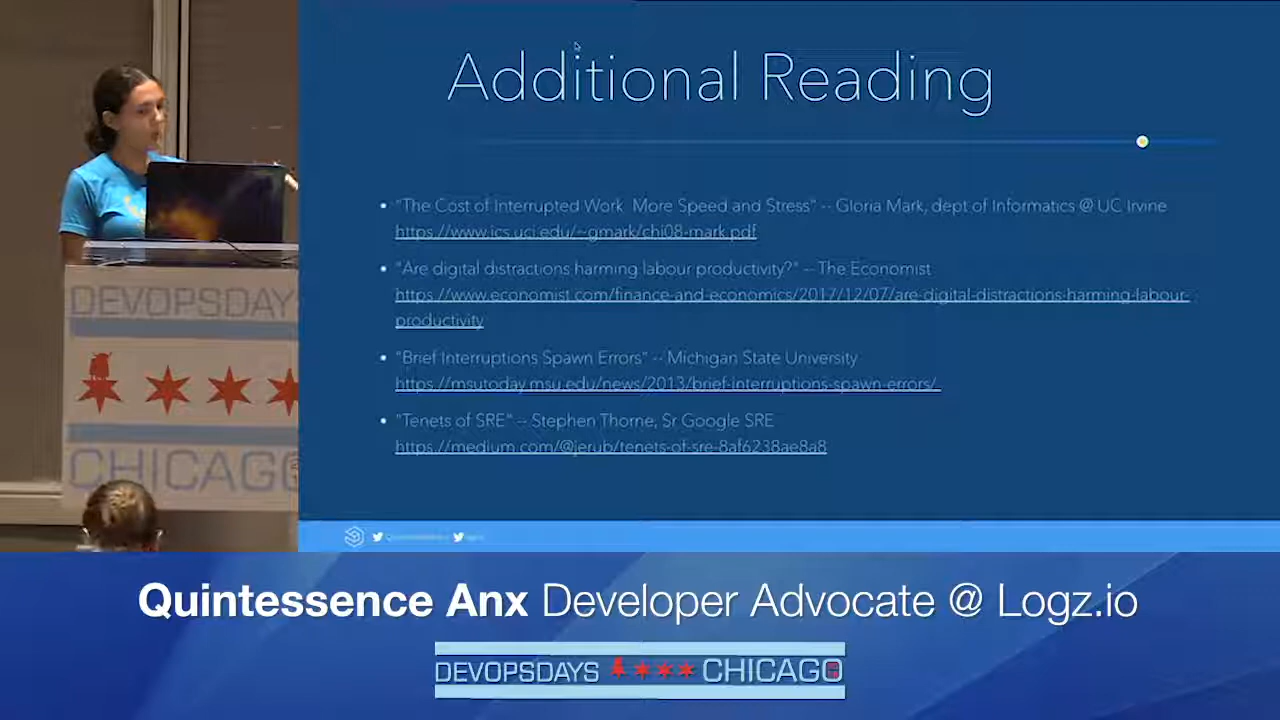 Additional Reading
• "The Cost of Interrupted Work More Speed and Stress" -- Gloria Mark, dept of Informatics @ UC Irvine
https://www.ics.uci.edu/~gmark/chi08-mark.pdf
• "Are digital distractions harming labour productivity?" -- The Economist
https://www.economist.com/finance-and-economics/2017/12/07/are-digital-distractions-harming-labour-
productivity
• "Brief Interruptions Spawn Errors" -- Michigan State University
https://msutoday.msu.edu/news/2013/brief-interruptions-spawn-errors/
• "Tenets of SRE" -- Stephen Thorne, Sr Google SRE
https://medium.com/@jerub/tenets-of-sre-8af6238ae8a8
DEVOPSDAY
CHICAGO
Quintessence Anx Developer Advocate @ Logz.io
DEVOPSDAYS CHICAGO